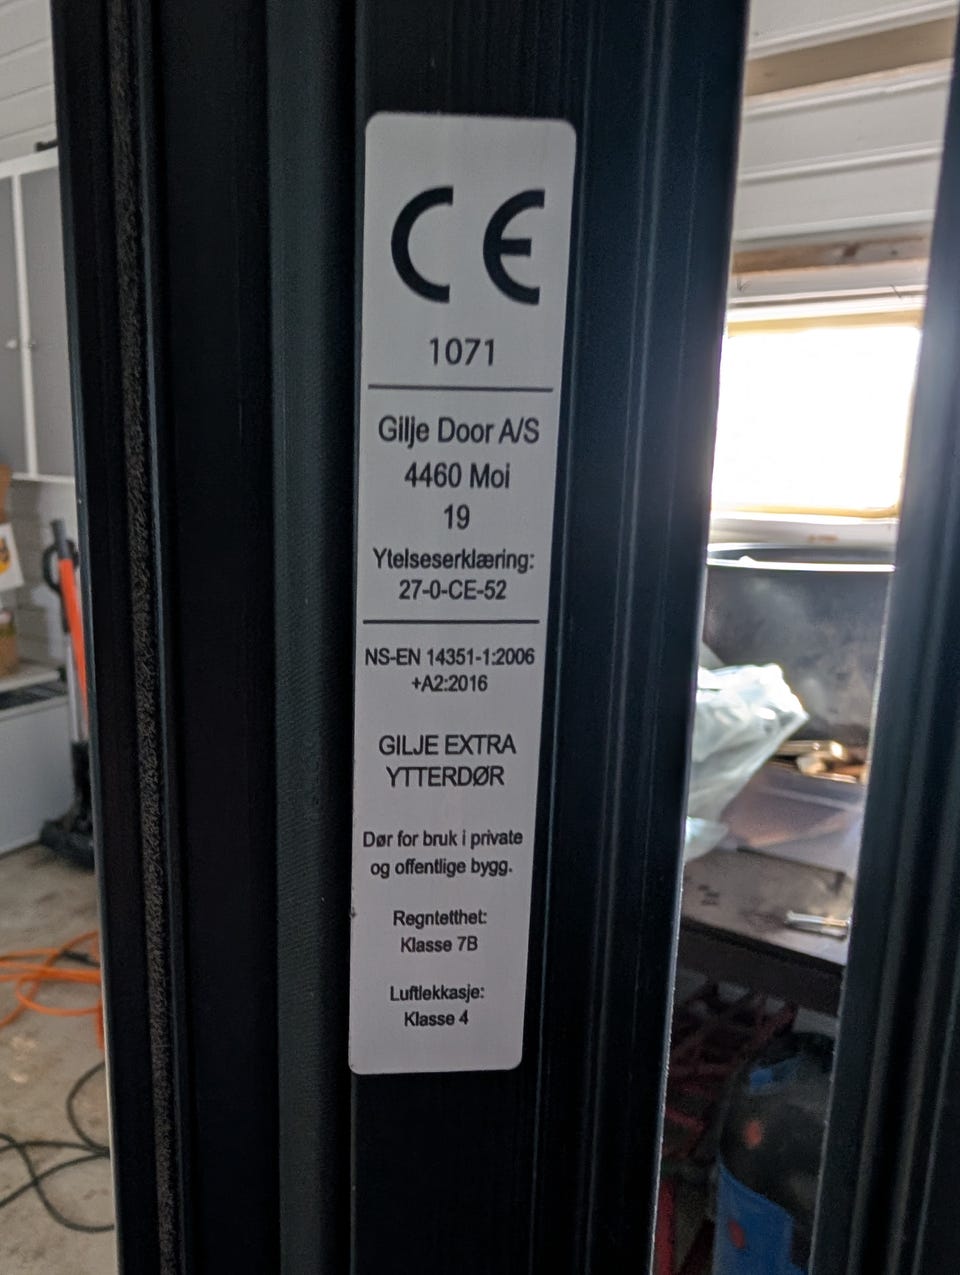 CE
1071
Gilje Door A/S
4460 Moi
19
Ytelseserklæring:
27-0-CE-52
NS-EN 14351-1:2006
+A2:2016
GILJE EXTRA
YTTERDØR
Dør for bruk i private
og offentlige bygg.
Regntetthet:
Klasse 7B
Luftlekkasje:
Klasse 4